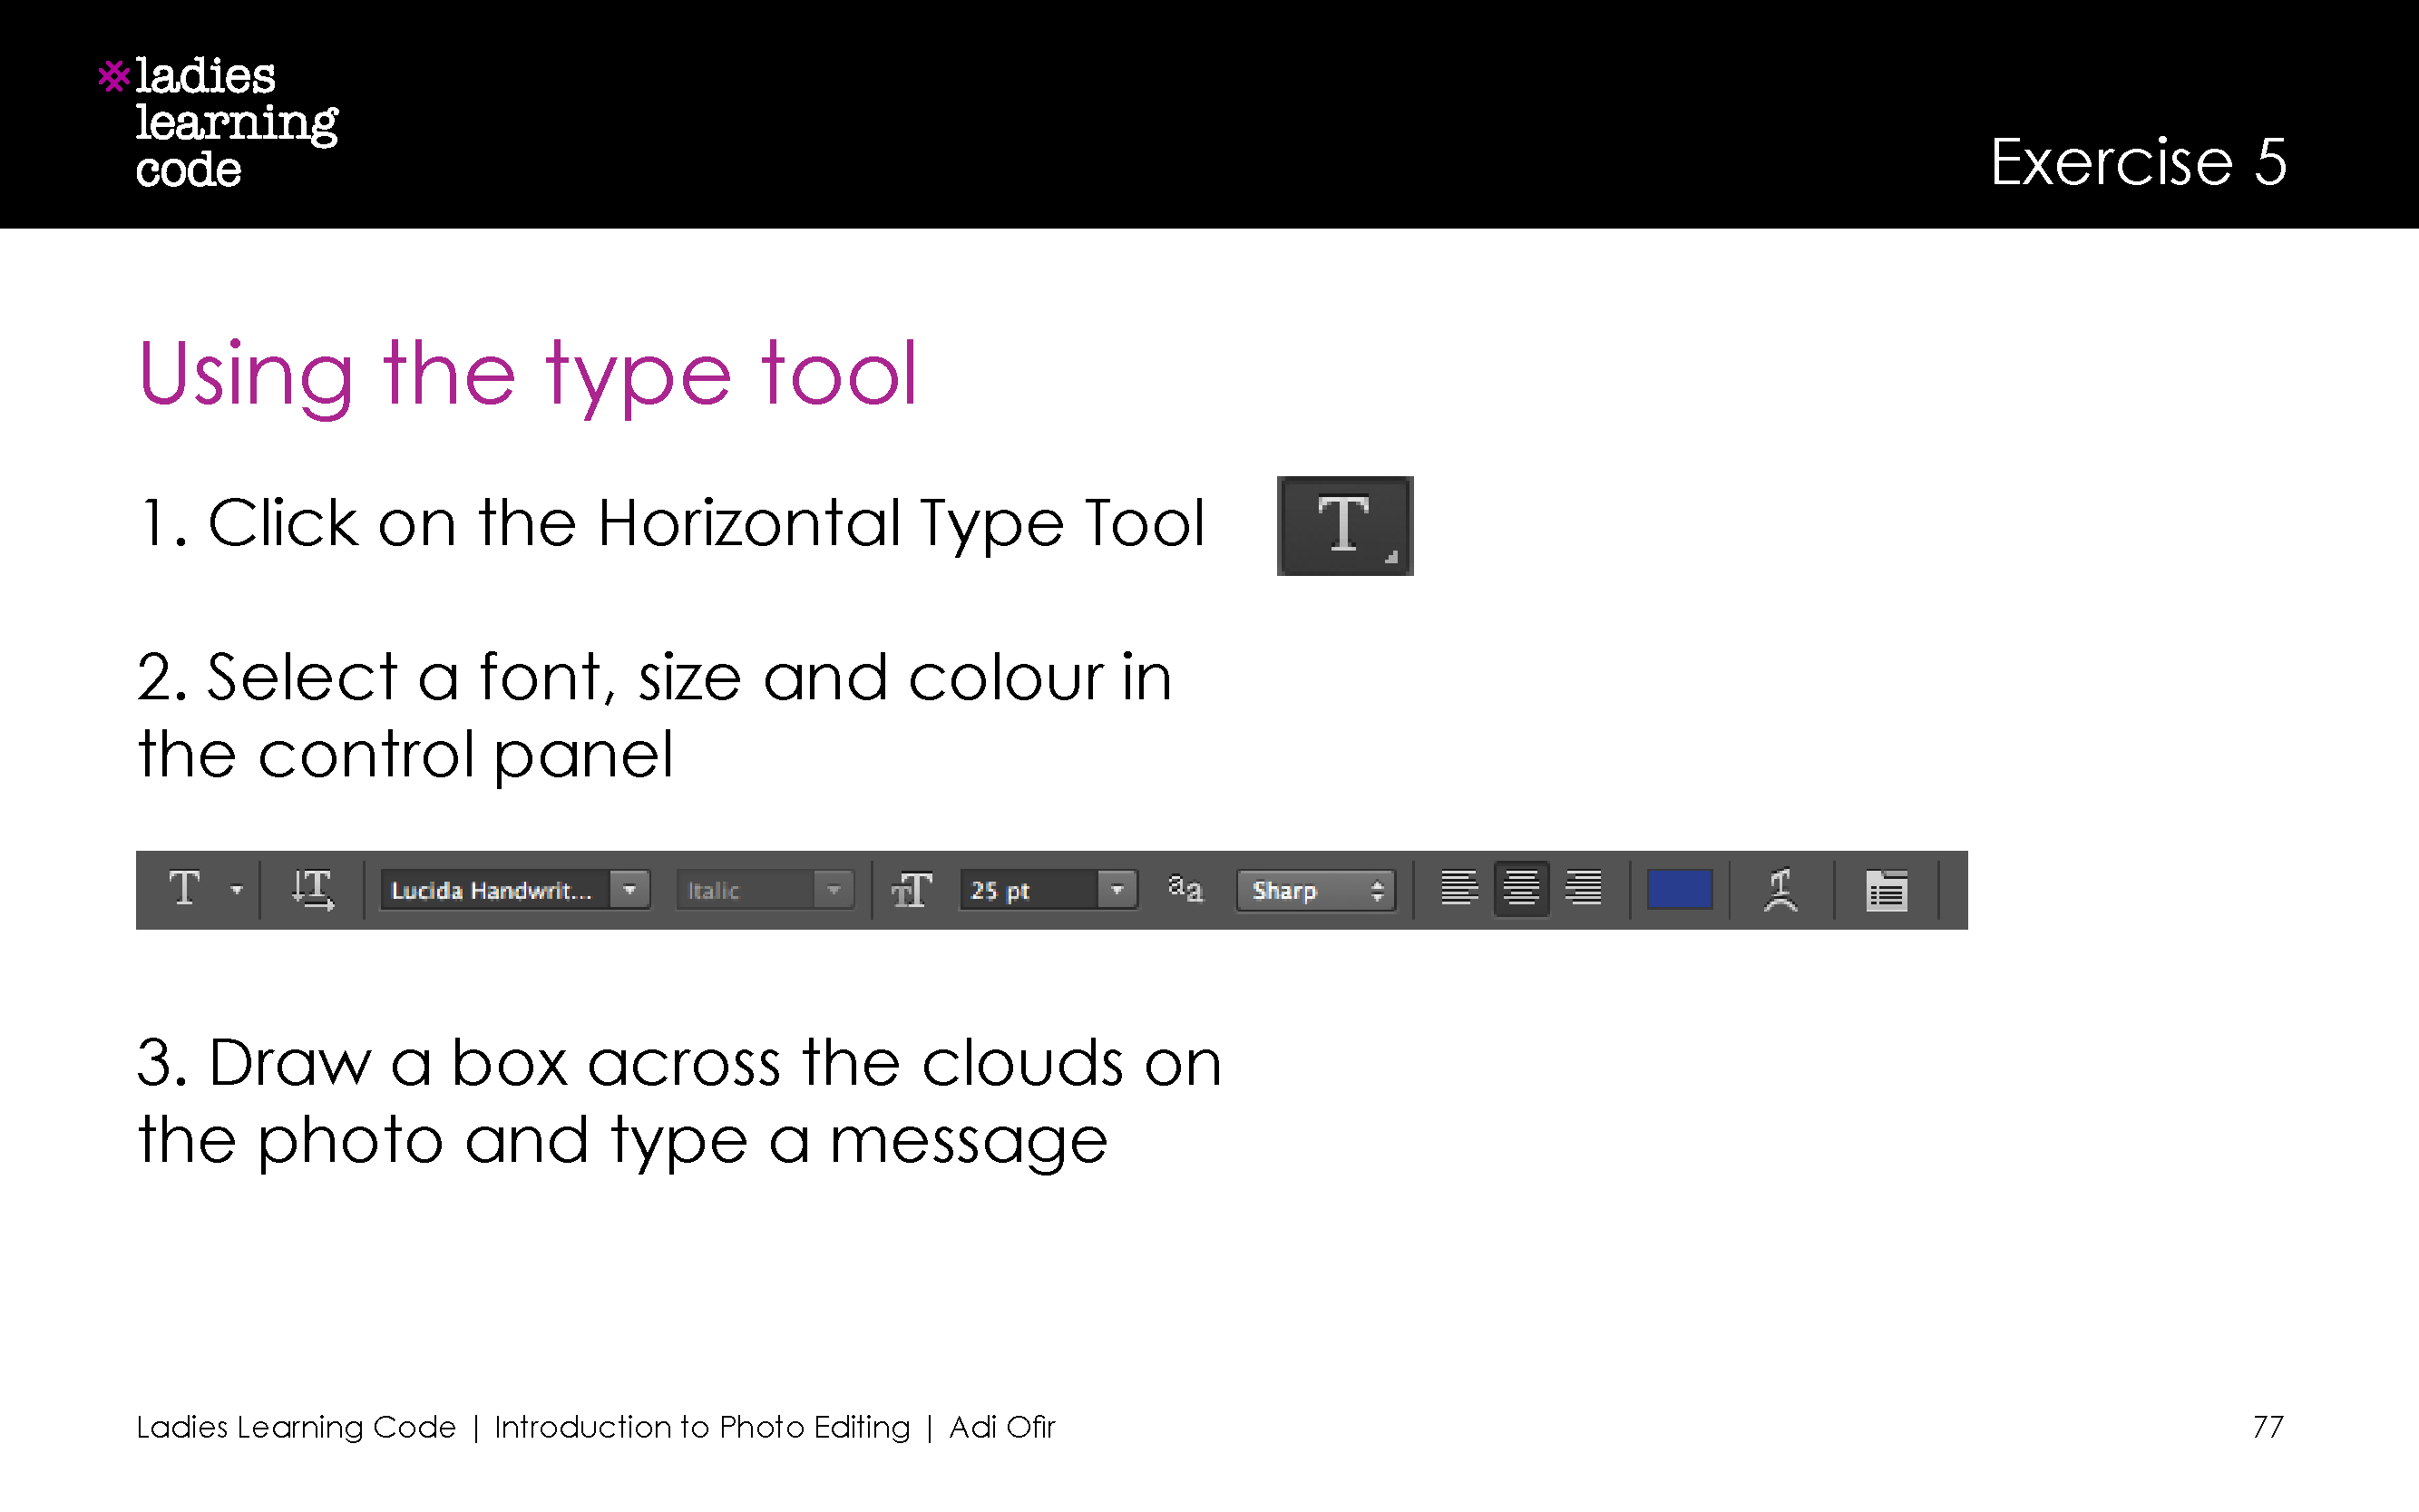 ladies
learning
code
Exercise 5
Using the type tool
1. Click on the Horizontal Type Tool
T
2. Select a font, size and colour in
the control panel
T T Lucida Handwrit... Italic TT 25 pt aa Sharp T
3. Draw a box across the clouds on
the photo and type a message
Ladies Learning Code | Introduction to Photo Editing | Adi Ofir 77